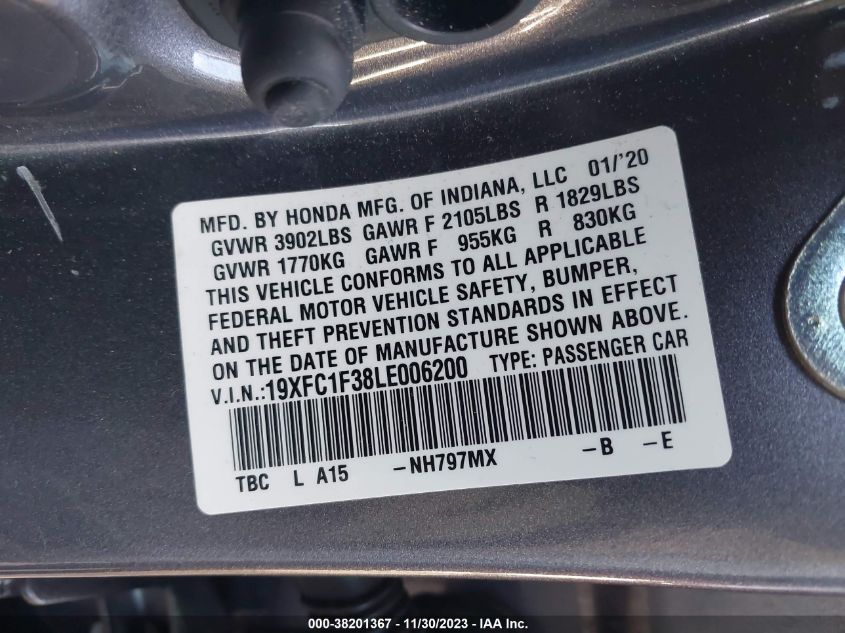 MFD. BY HONDA MFG. OF INDIANA, LLC 01/'20
GVWR 3902LBS GAWR F 2105LBS R 1829LBS
GVWR 1770KG GAWR F 955KG R 830KG
THIS VEHICLE CONFORMS TO ALL APPLICABLE
FEDERAL MOTOR VEHICLE SAFETY, BUMPER,
AND THEFT PREVENTION STANDARDS IN EFFECT
ON THE DATE OF MANUFACTURE SHOWN ABOVE.
V.I.N.:19XFC1F38LE006200 TYPE: PASSENGER CAR
TBC L A15 -NH797MX -B -E
000-38201367 - 11/30/2023 - IAA Inc.